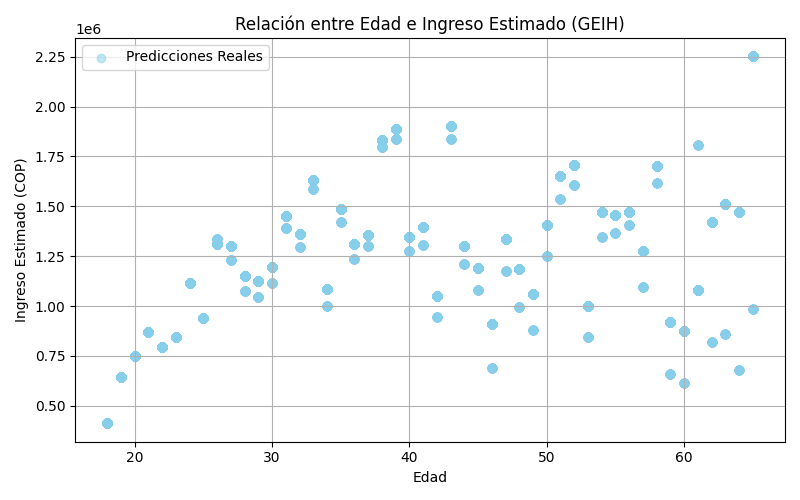 Relación entre Edad e Ingreso Estimado (GEIH)
1e6
Predicciones Reales
2.25
2.00
1.75
1.50
1.25
1.00
0.75
0.50
Ingreso Estimado (COP)
20 30 40 50 60
Edad